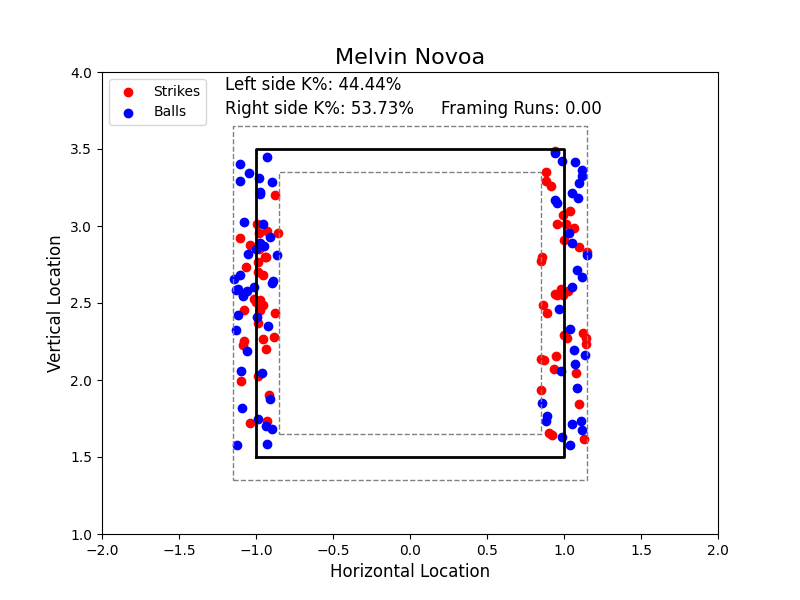 Melvin Novoa
Strikes
Balls
Left side K%: 44.44%
Right side K%: 53.73%
Framing Runs: 0.00
4.0
3.5
3.0
2.5
2.0
1.5
1.0
Vertical Location
−2.0 −1.5 −1.0 −0.5 0.0 0.5 1.0 1.5 2.0
Horizontal Location